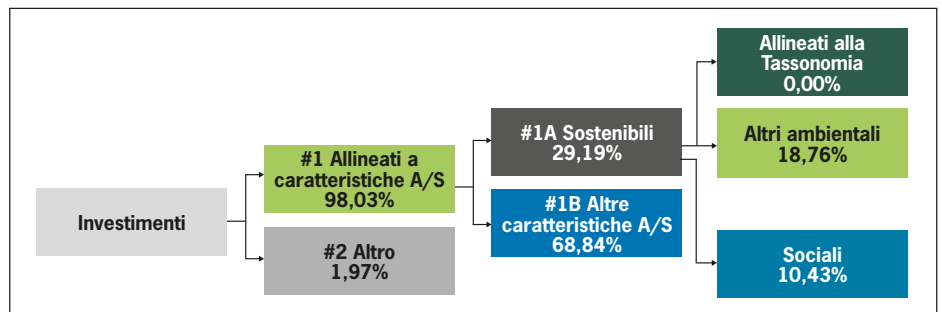 Investimenti
#1 Allineati a
caratteristiche A/S
98,03%
#2 Altro
1,97%
#1A Sostenibili
29,19%
#1B Altre
caratteristiche A/S
68,84%
Allineati alla
Tassonomia
0,00%
Altri ambientali
18,76%
Sociali
10,43%